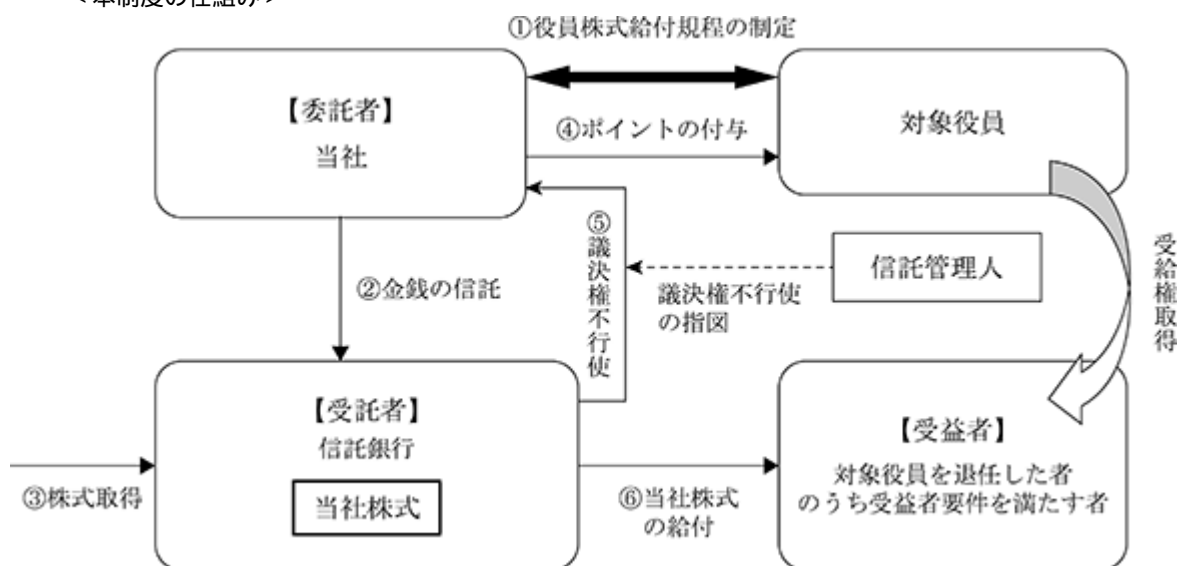 <本制度の仕組み>
①役員株式給付規程の制定
【委託者】
当社
④ポイントの付与
対象役員
②金銭の信託
⑤議決権不行使
議決権不行使
の指図
信託管理人
受給権取得
③株式取得
【受託者】
信託銀行
当社株式
⑥当社株式
の給付
【受益者】
対象役員を退任した者
のうち受益者要件を満たす者